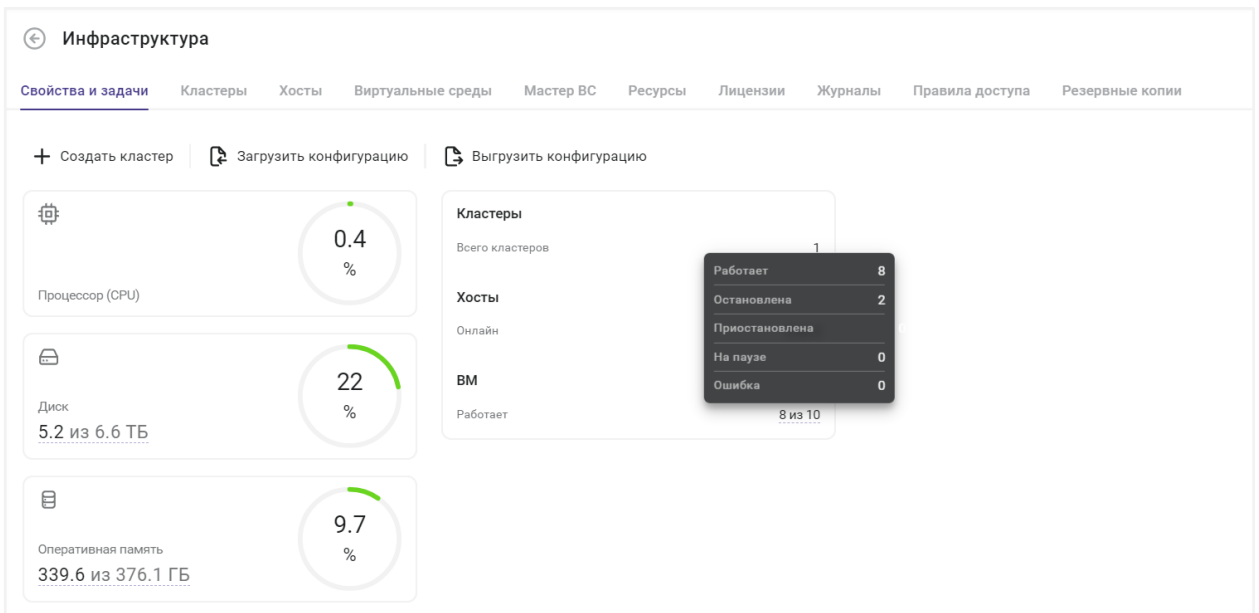 Инфраструктура
Свойства и задачи Кластеры Хосты Виртуальные среды Мастер ВС Ресурсы Лицензии Журналы Правила доступа Резервные копии
Создать кластер Загрузить конфигурацию Выгрузить конфигурацию
0.4
%
Процессор (CPU)
22
%
Диск
5.2 из 6.6 ТБ
9.7
%
Оперативная память
339.6 из 376.1 ГБ
Кластеры
Всего кластеров 1
Хосты
Онлайн
ВМ
Работает 8 из 10
Работает 8
Остановлена 2
Приостановлена 0
На паузе 0
Ошибка 0